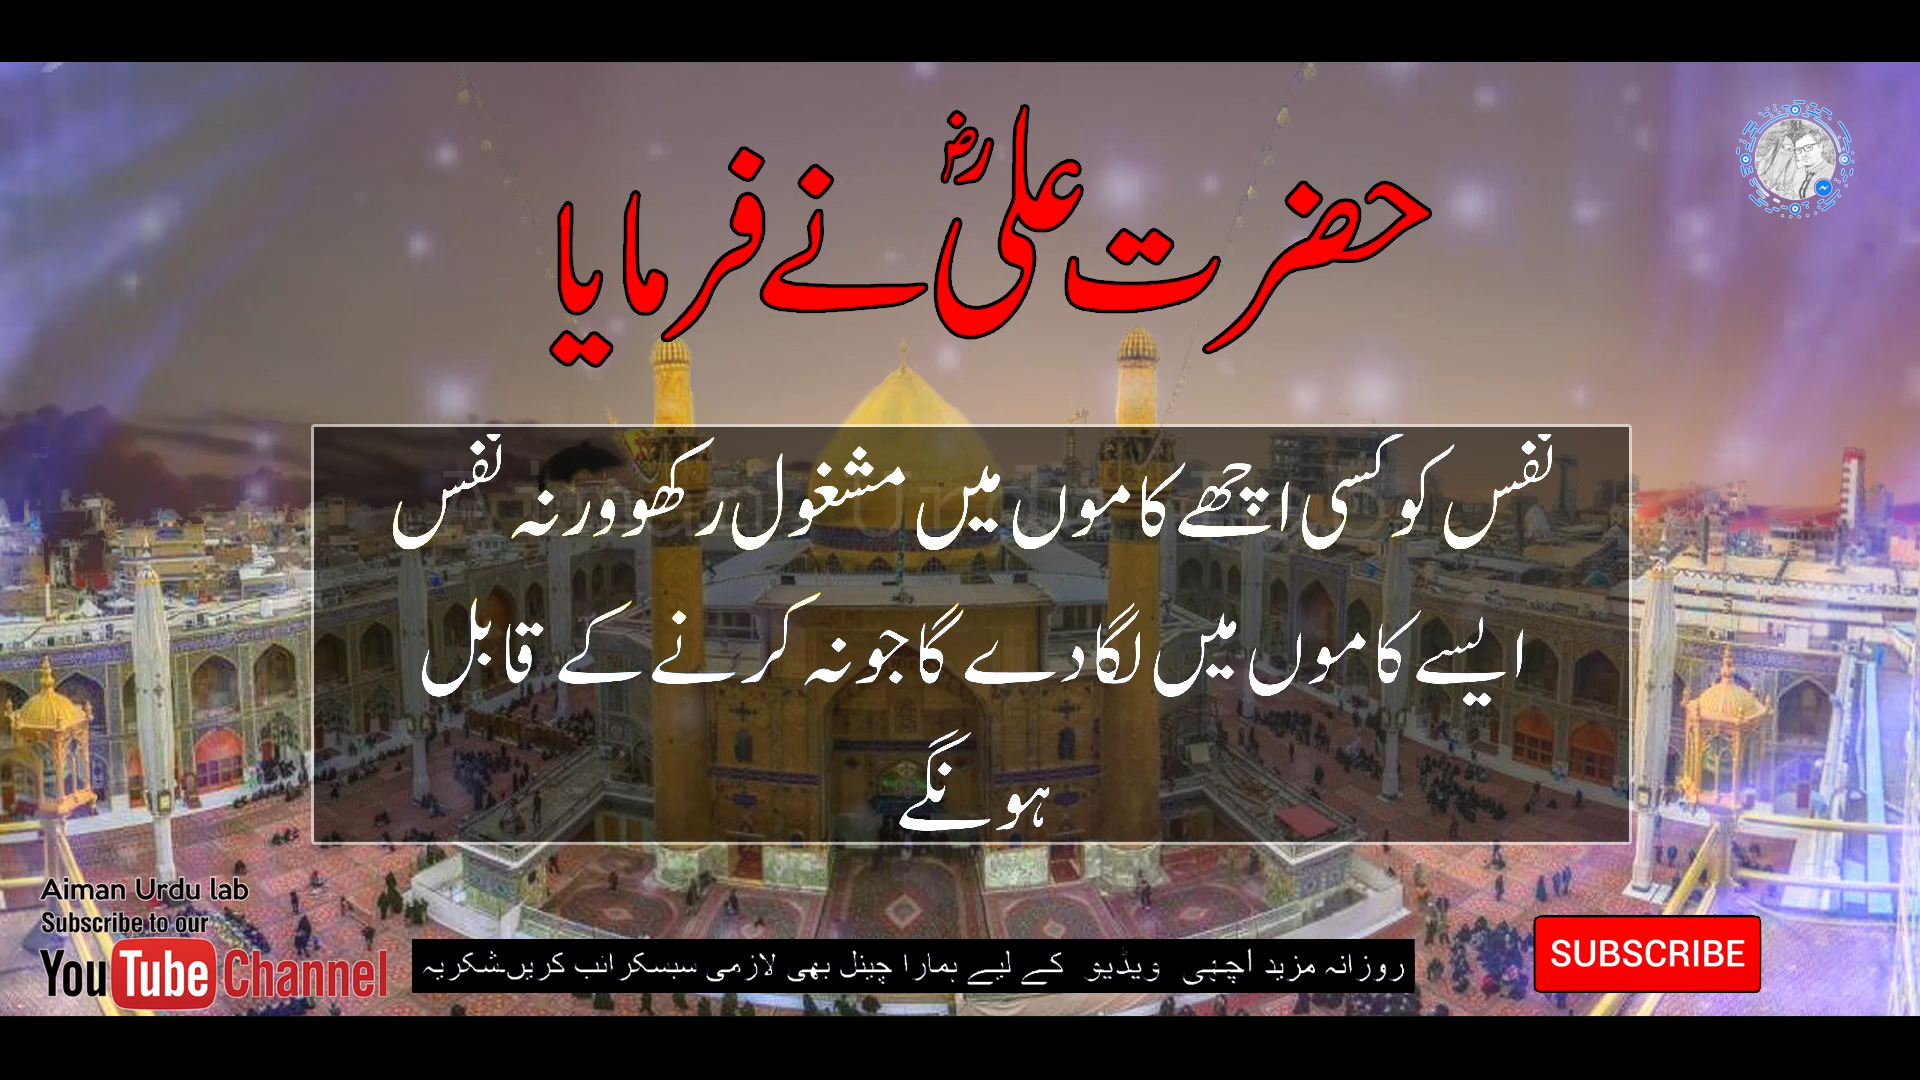 حضرت علیؓ نے فرمایا
نفس کو کسی اچھے کاموں میں مشغول رکھو ورنہ نفس
ایسے کاموں میں لگا دے گا جو نہ کرنے کے قابل
ہونگے
Aiman Urdu lab
Subscribe to our
YouTube Channel
روزانہ مزید اچھی ویڈیو کے لیے ہمارا چینل بھی لازمی سبسکرائب کریں۔شکریہ
SUBSCRIBE